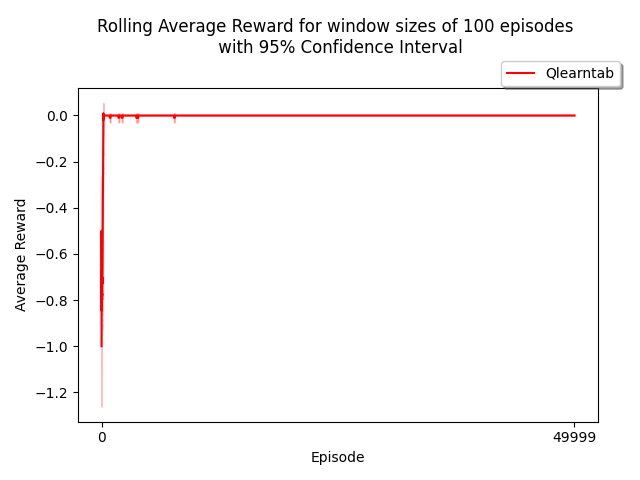 Rolling Average Reward for window sizes of 100 episodes
with 95% Confidence Interval
Qlearntab
0.0
−0.2
−0.4
−0.6
−0.8
−1.0
−1.2
Average Reward
0
49999
Episode